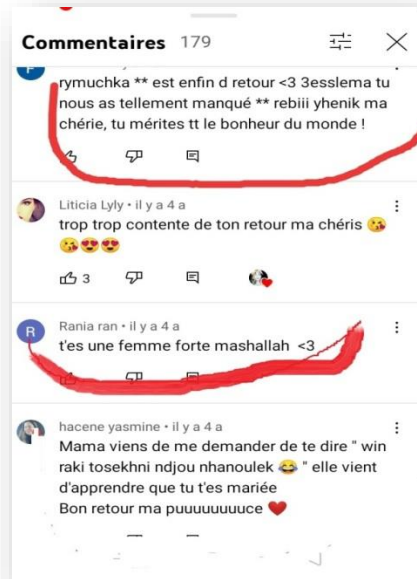 Commentaires 179
rymuchka ** est enfin d retour <3 3esslema tu
nous as tellement manqué ** rebiii yhenik ma
chérie, tu mérites tt le bonheur du monde !
Liticia Lyly • il y a 4 a
trop trop contente de ton retour ma chéris 😘
😘😍😍
3
R
Rania ran • il y a 4 a
t'es une femme forte mashallah <3
hacene yasmine • il y a 4 a
Mama viens de me demander de te dire " win
raki tosekhni ndjou nhanoulek 😂 " elle vient
d'apprendre que tu t'es mariée
Bon retour ma puuuuuuuuce ❤️